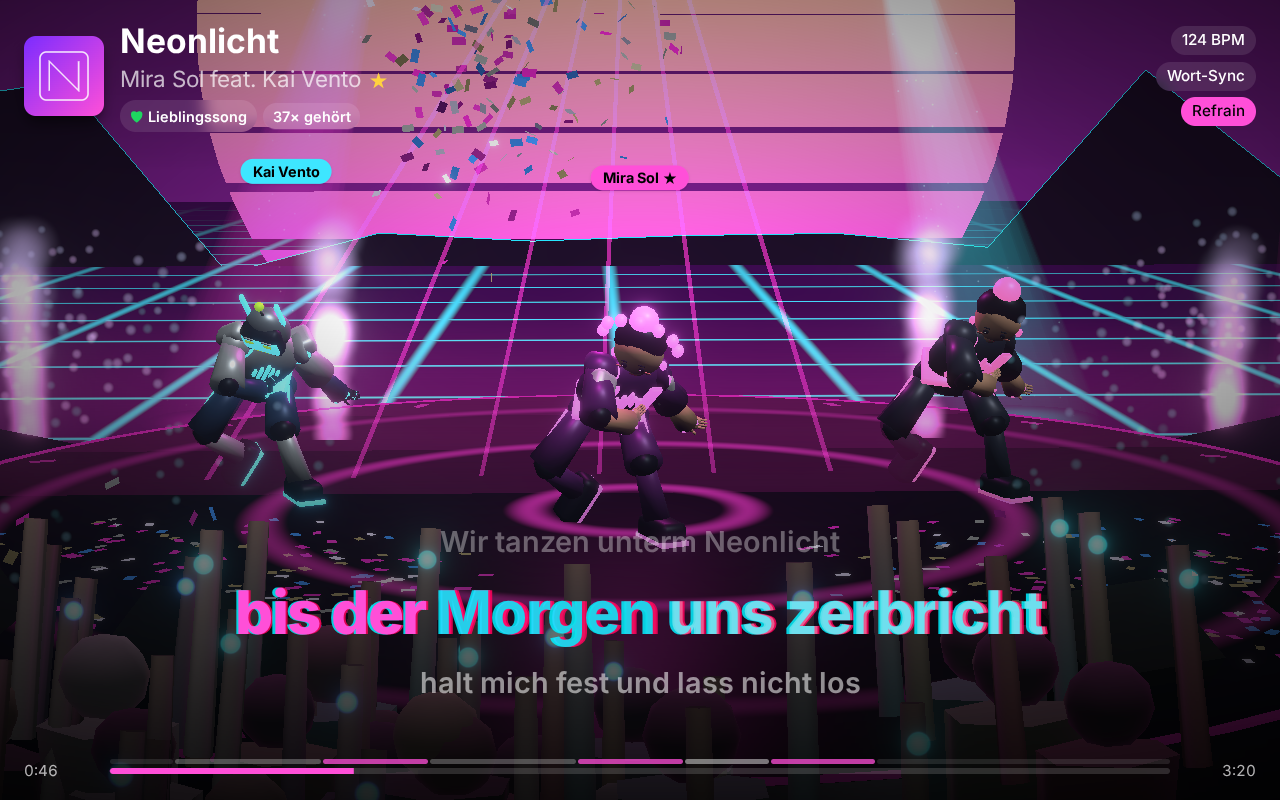 Neonlicht
Mira Sol feat. Kai Vento ★
Lieblingssong
37× gehört
124 BPM
Wort-Sync
Refrain
N
Kai Vento
Mira Sol ★
Wir tanzen unterm Neonlicht
bis der Morgen uns zerbricht
halt mich fest und lass nicht los
0:46
3:20